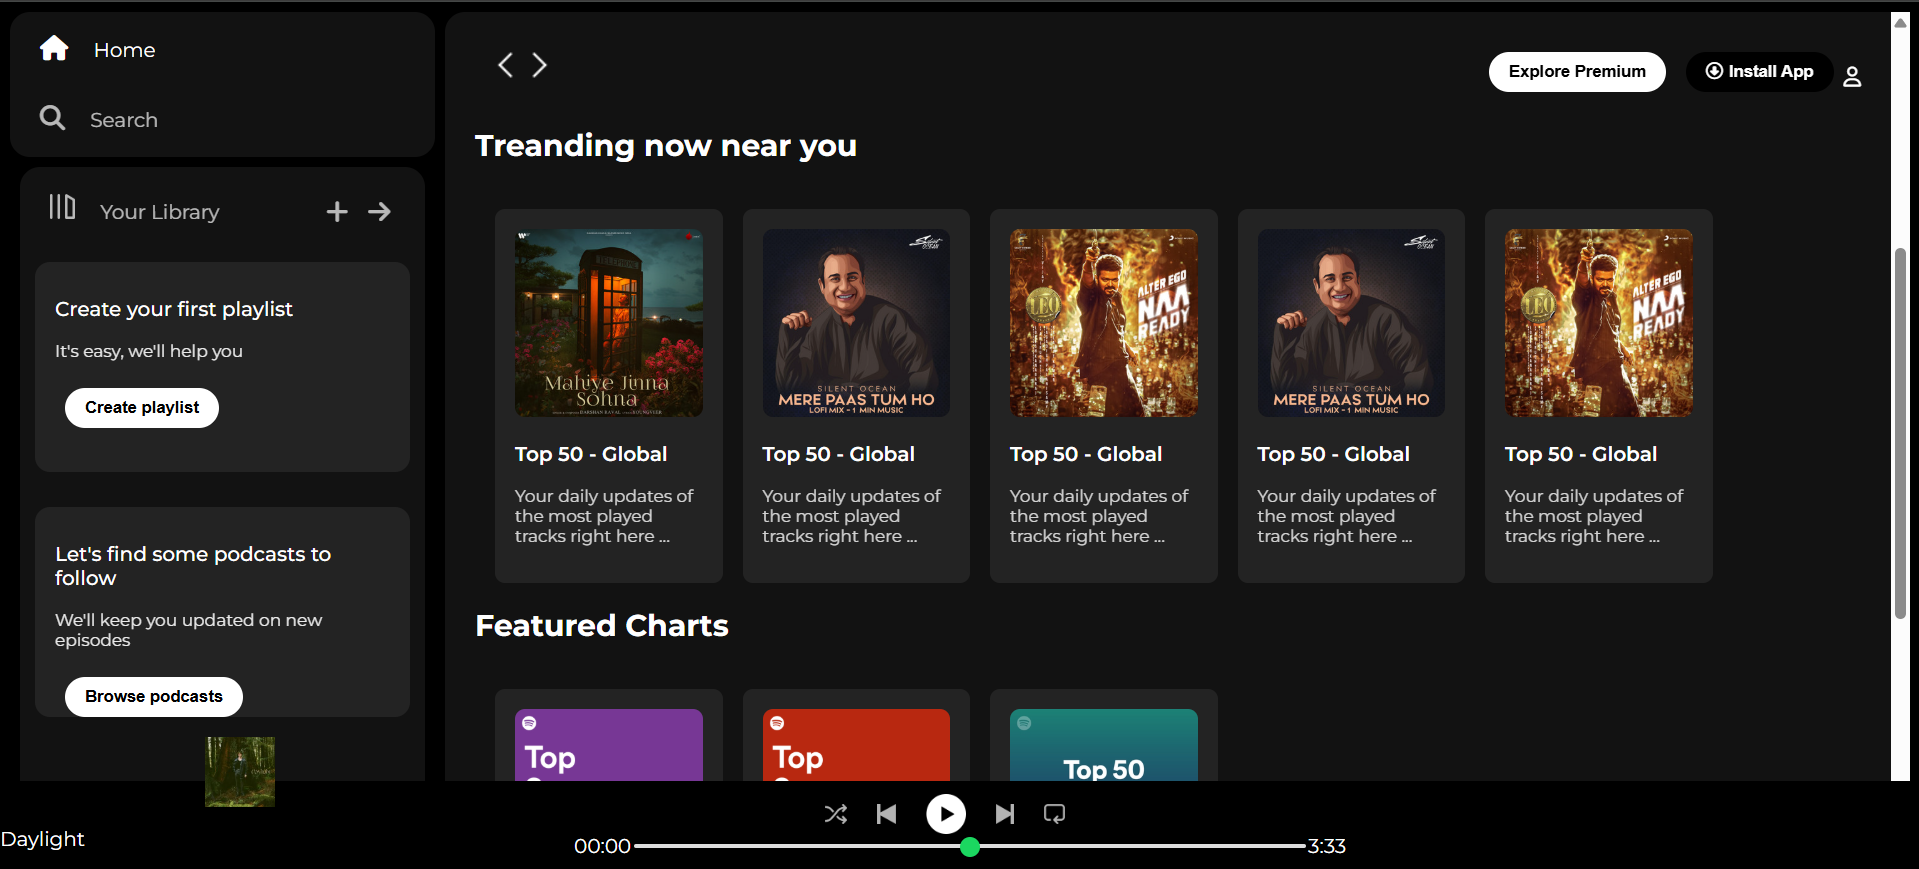 Home
Search
Your Library
Create your first playlist
It's easy, we'll help you
Create playlist
Let's find some podcasts to
follow
We'll keep you updated on new
episodes
Browse podcasts
Explore Premium
Install App
Treanding now near you
Mahiye Jinna
Sohna
Top 50 - Global
Your daily updates of
the most played
tracks right here ...
Silent
OCEAN
SILENT OCEAN
MERE PAAS TUM HO
LOFI MIX - 1 MIN MUSIC
Top 50 - Global
Your daily updates of
the most played
tracks right here ...
LEO
ALTER EGO
NAA
READY
Top 50 - Global
Your daily updates of
the most played
tracks right here ...
Silent
OCEAN
SILENT OCEAN
MERE PAAS TUM HO
LOFI MIX - 1 MIN MUSIC
Top 50 - Global
Your daily updates of
the most played
tracks right here ...
LEO
ALTER EGO
NAA
READY
Top 50 - Global
Your daily updates of
the most played
tracks right here ...
Featured Charts
Top
Top
Top 50
Daylight
00:00
3:33